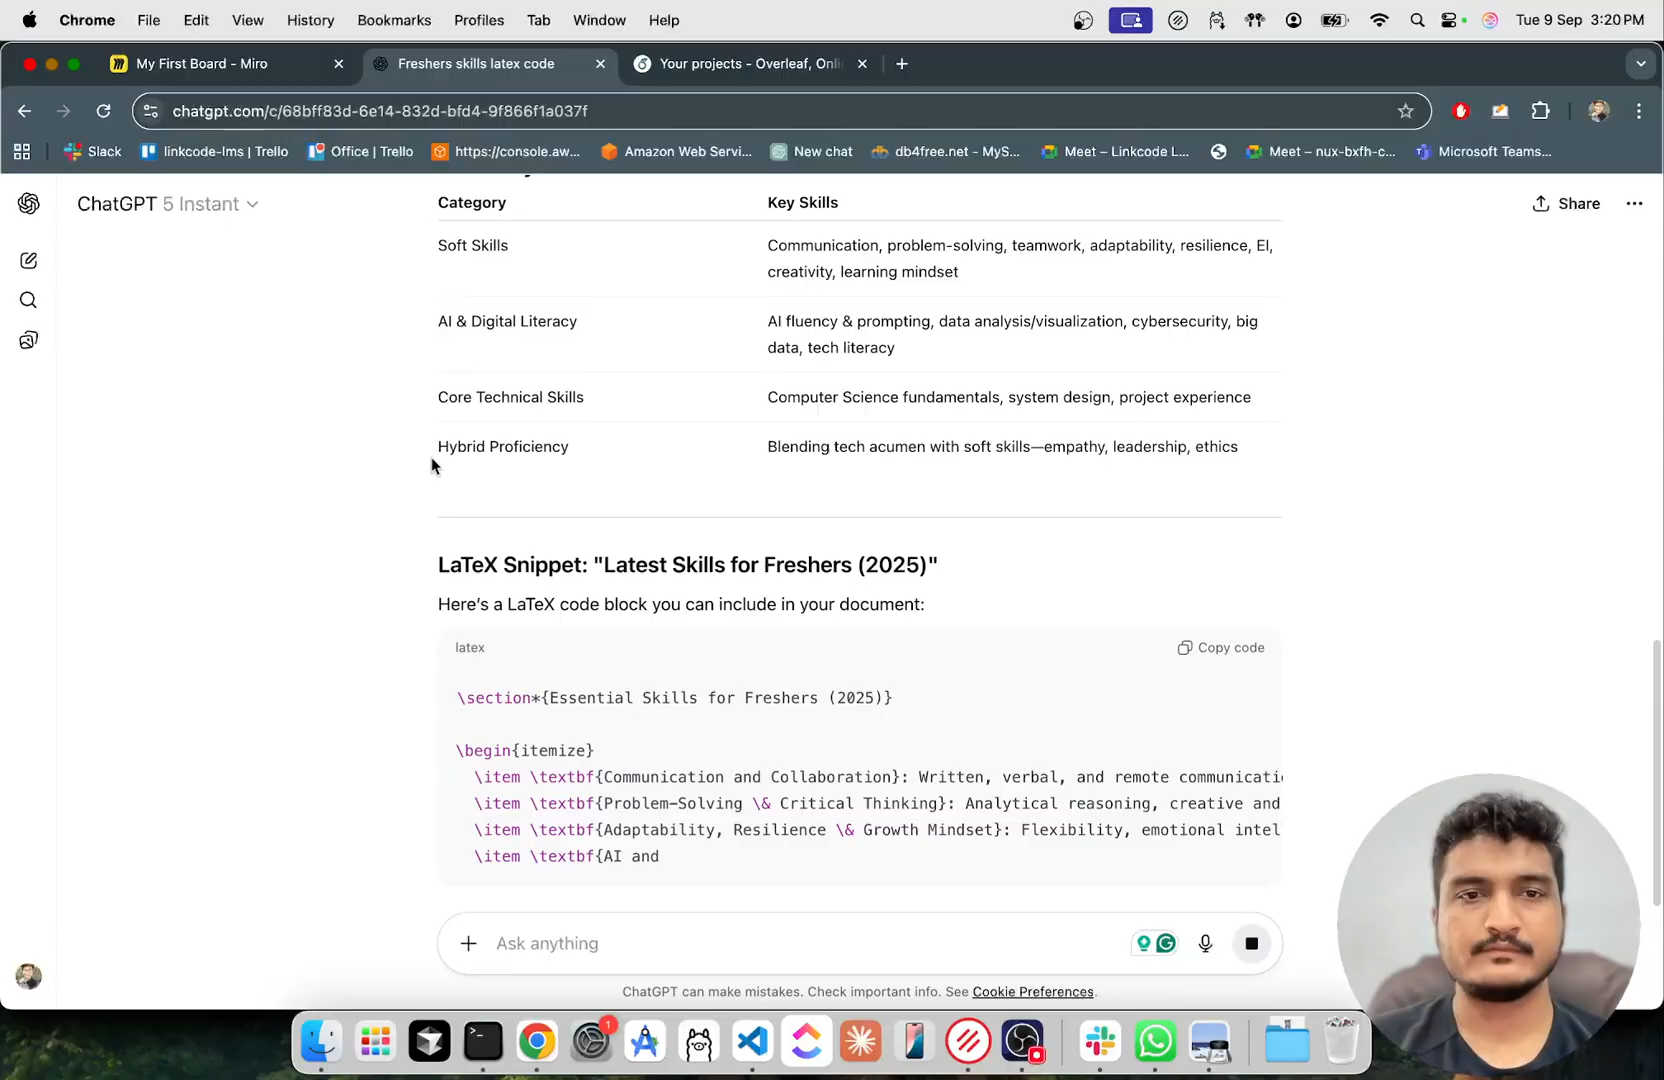 Chrome File Edit View History Bookmarks Profiles Tab Window Help Tue 9 Sep 3:20 PM
My First Board - Miro Freshers skills latex code Your projects - Overleaf, Onli
chatgpt.com/c/68bff83d-6e14-832d-bfd4-9f866f1a037f
Slack linkcode-lms | Trello Office | Trello https://console.aw... Amazon Web Servi... New chat db4free.net - MyS... Meet – Linkcode L... Meet – nux-bxfh-c... Microsoft Teams...
ChatGPT 5 Instant Share
Category Key Skills
Soft Skills Communication, problem-solving, teamwork, adaptability, resilience, EI,
creativity, learning mindset
AI & Digital Literacy AI fluency & prompting, data analysis/visualization, cybersecurity, big
data, tech literacy
Core Technical Skills Computer Science fundamentals, system design, project experience
Hybrid Proficiency Blending tech acumen with soft skills—empathy, leadership, ethics
LaTeX Snippet: "Latest Skills for Freshers (2025)"
Here's a LaTeX code block you can include in your document:
latex Copy code
\section*{Essential Skills for Freshers (2025)}
\begin{itemize}
\item \textbf{Communication and Collaboration}: Written, verbal, and remote communicati
\item \textbf{Problem-Solving \& Critical Thinking}: Analytical reasoning, creative and
\item \textbf{Adaptability, Resilience \& Growth Mindset}: Flexibility, emotional intel
\item \textbf{AI and
Ask anything
ChatGPT can make mistakes. Check important info. See Cookie Preferences.
1